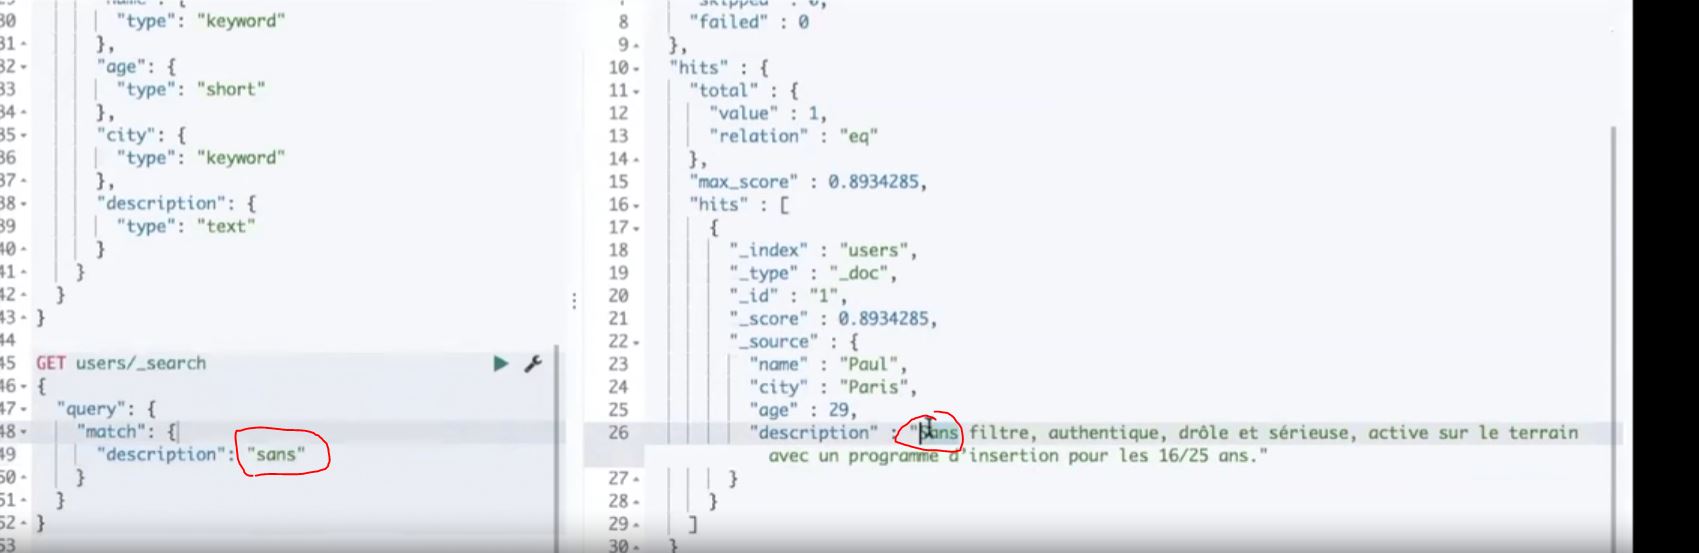 "name": {
30 "type": "keyword"
31 },
32 "age": {
33 "type": "short"
34 },
35 "city": {
36 "type": "keyword"
37 },
38 "description": {
39 "type": "text"
40 }
41 }
42 }
43 }
44
45 GET users/_search
46 {
47 "query": {
48 "match": {
49 "description": "sans"
50 }
51 }
52 }
53
7 "skipped" : 0,
8 "failed" : 0
9 },
10 "hits" : {
11 "total" : {
12 "value" : 1,
13 "relation" : "eq"
14 },
15 "max_score" : 0.8934285,
16 "hits" : [
17 {
18 "_index" : "users",
19 "_type" : "_doc",
20 "_id" : "1",
21 "_score" : 0.8934285,
22 "_source" : {
23 "name" : "Paul",
24 "city" : "Paris",
25 "age" : 29,
26 "description" : "Sans filtre, authentique, drôle et sérieuse, active sur le terrain
avec un programme d'insertion pour les 16/25 ans."
27 }
28 }
29 ]
30 }